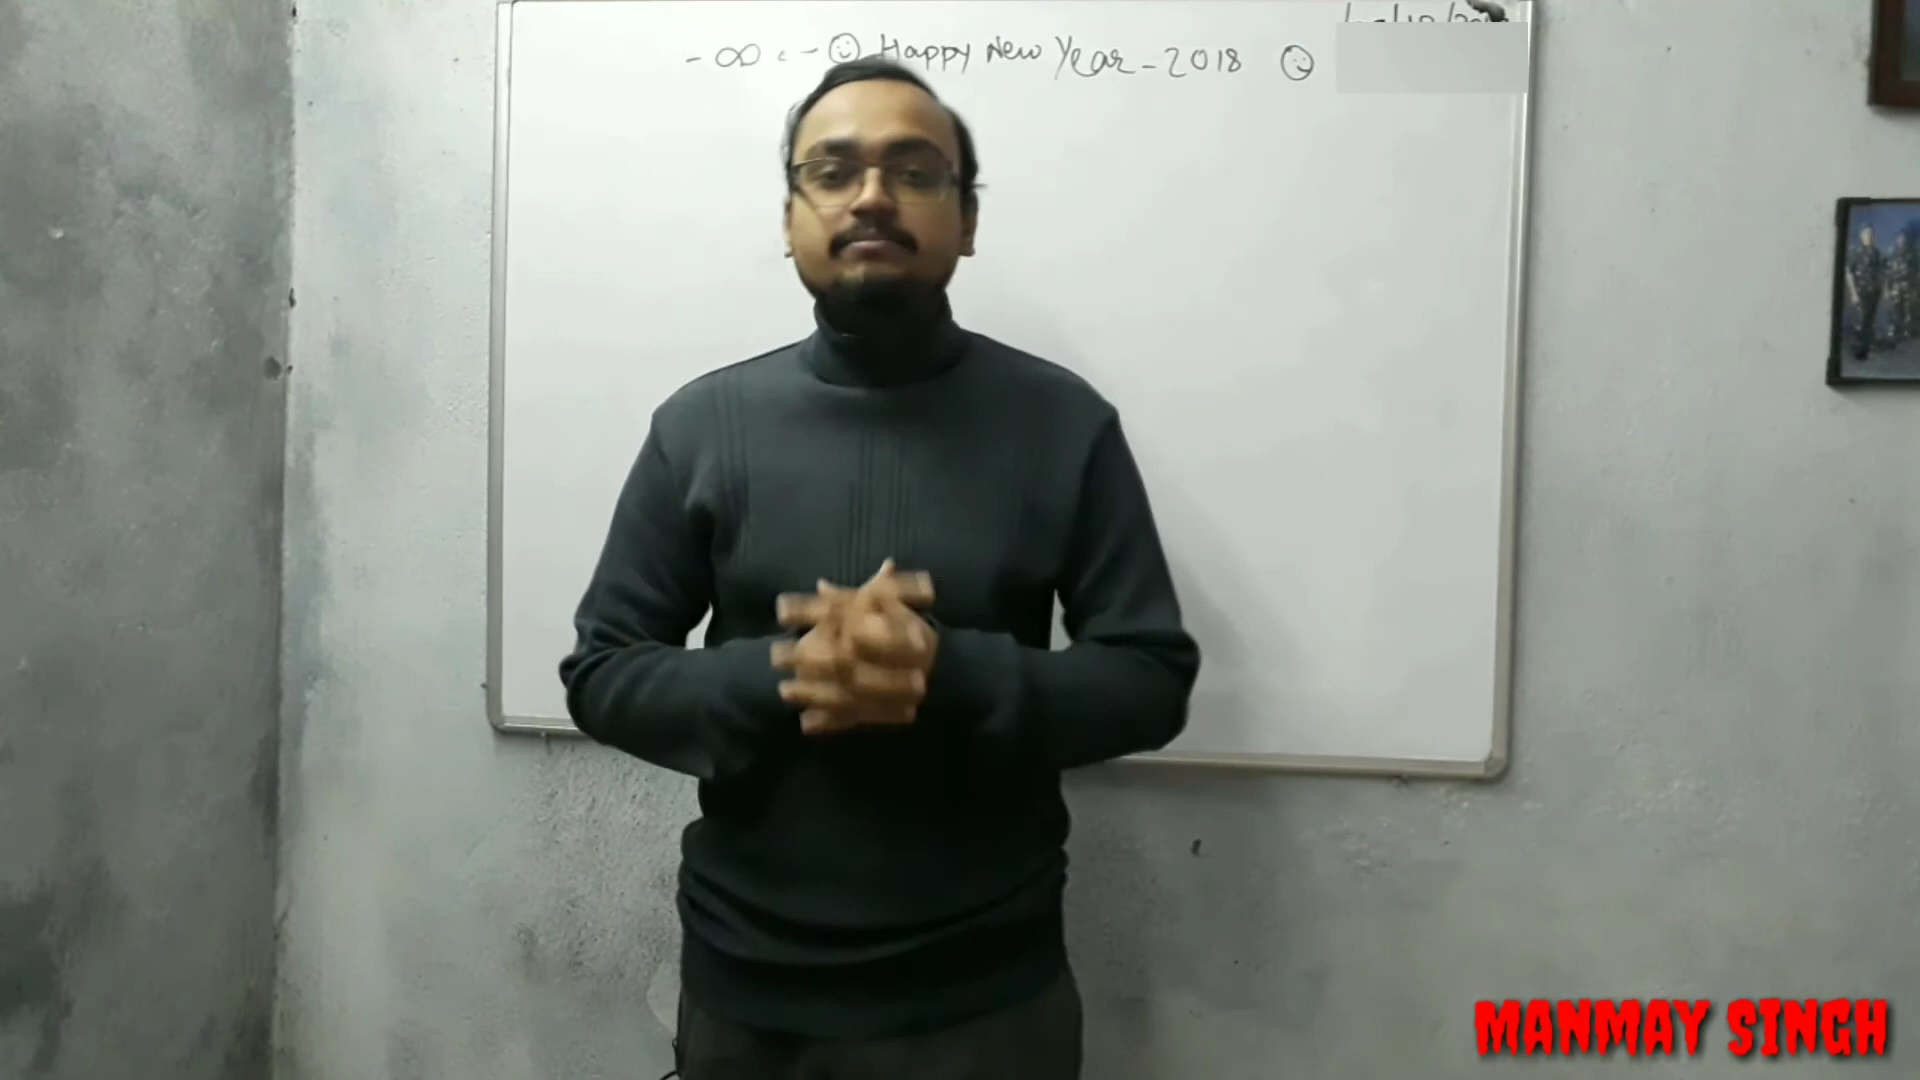 - ∞ < - ☺ Happy New Year - 2018 ☺
MANMAY SINGH